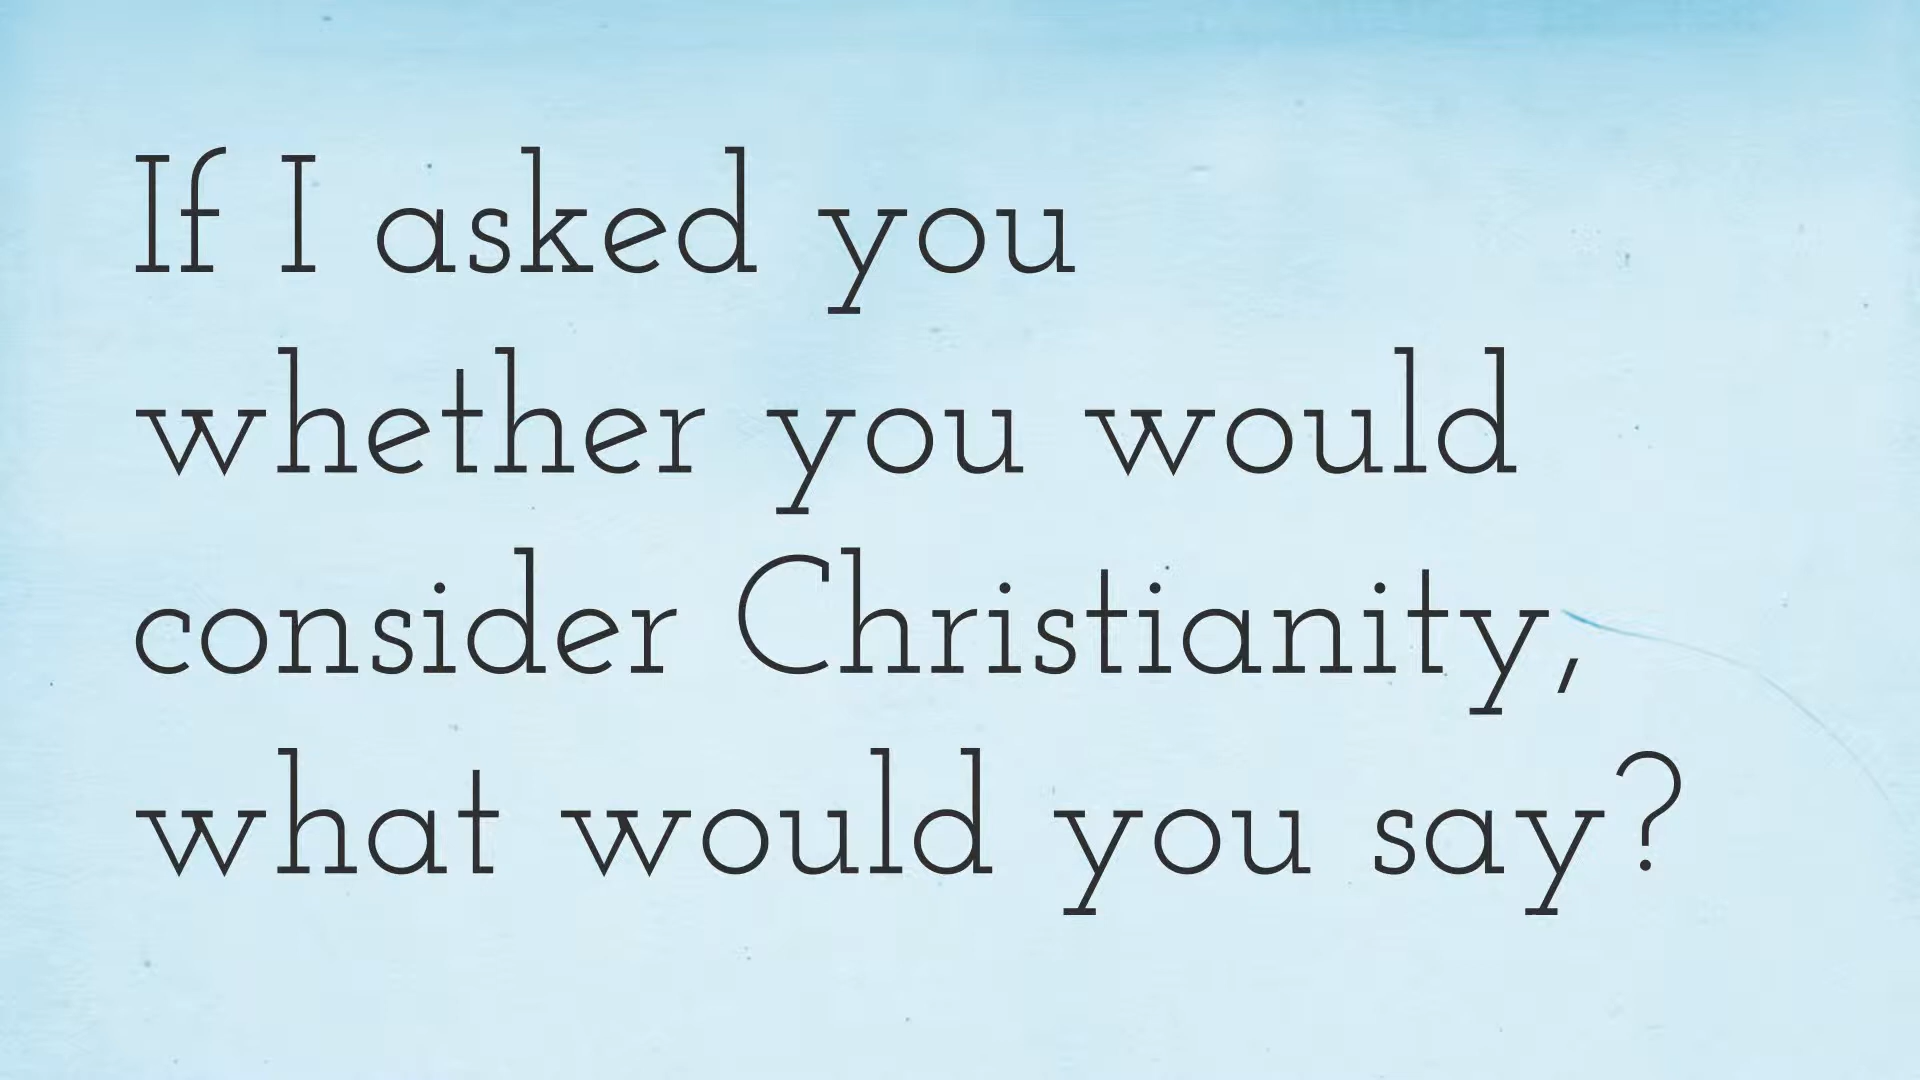 If I asked you
whether you would
consider Christianity,
what would you say?